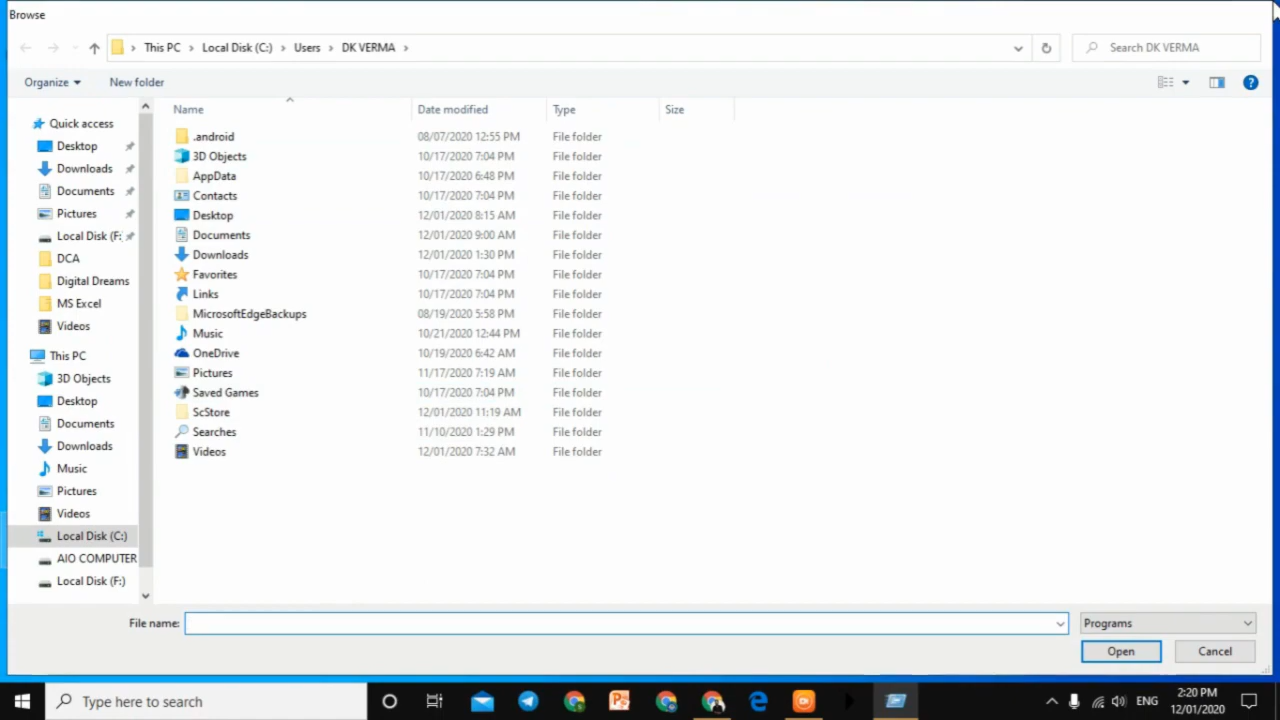 Browse
This PC > Local Disk (C:) > Users > DK VERMA >
Search DK VERMA
Organize
New folder
Name
Date modified
Type
Size
Quick access
Desktop
Downloads
Documents
Pictures
Local Disk (F:
DCA
Digital Dreams
MS Excel
Videos
This PC
3D Objects
Desktop
Documents
Downloads
Music
Pictures
Videos
Local Disk (C:)
AIO COMPUTER
Local Disk (F:)
.android 08/07/2020 12:55 PM File folder
3D Objects 10/17/2020 7:04 PM File folder
AppData 10/17/2020 6:48 PM File folder
Contacts 10/17/2020 7:04 PM File folder
Desktop 12/01/2020 8:15 AM File folder
Documents 12/01/2020 9:00 AM File folder
Downloads 12/01/2020 1:30 PM File folder
Favorites 10/17/2020 7:04 PM File folder
Links 10/17/2020 7:04 PM File folder
MicrosoftEdgeBackups 08/19/2020 5:58 PM File folder
Music 10/21/2020 12:44 PM File folder
OneDrive 10/19/2020 6:42 AM File folder
Pictures 11/17/2020 7:19 AM File folder
Saved Games 10/17/2020 7:04 PM File folder
ScStore 12/01/2020 11:19 AM File folder
Searches 11/10/2020 1:29 PM File folder
Videos 12/01/2020 7:32 AM File folder
File name:
Programs
Open
Cancel
Type here to search
ENG
2:20 PM
12/01/2020